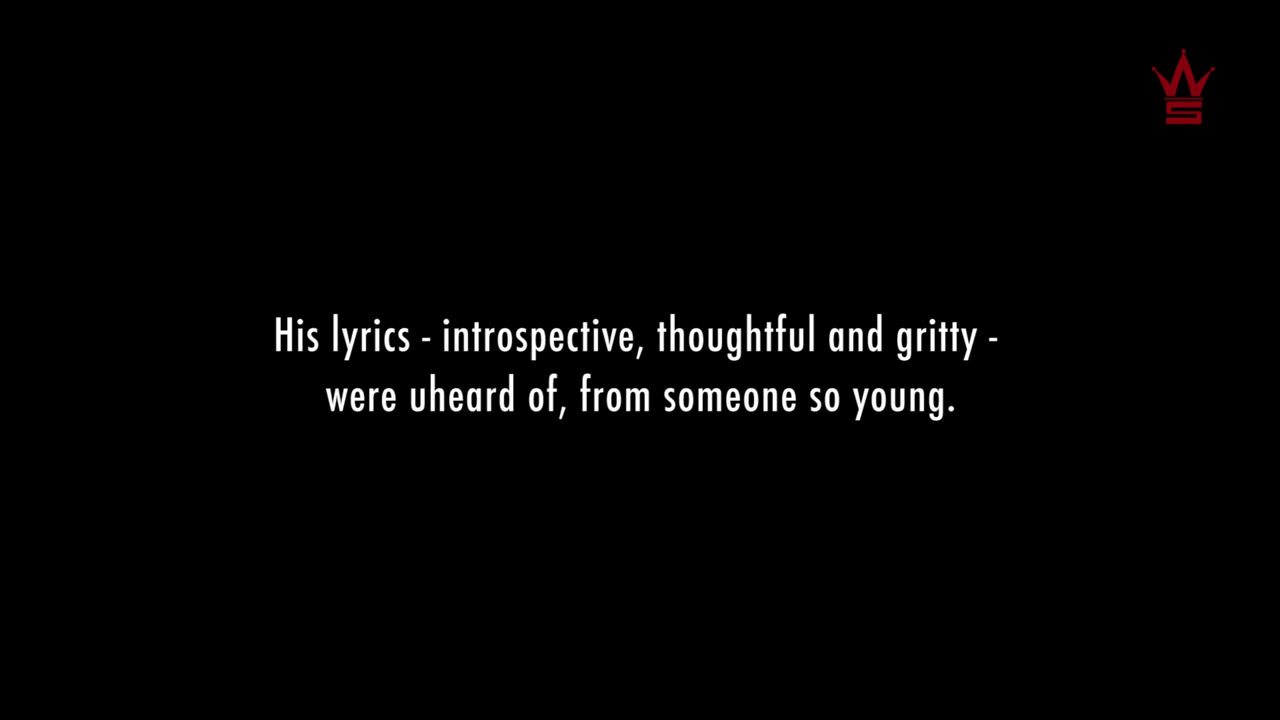 His lyrics - introspective, thoughtful and gritty -
were uheard of, from someone so young.